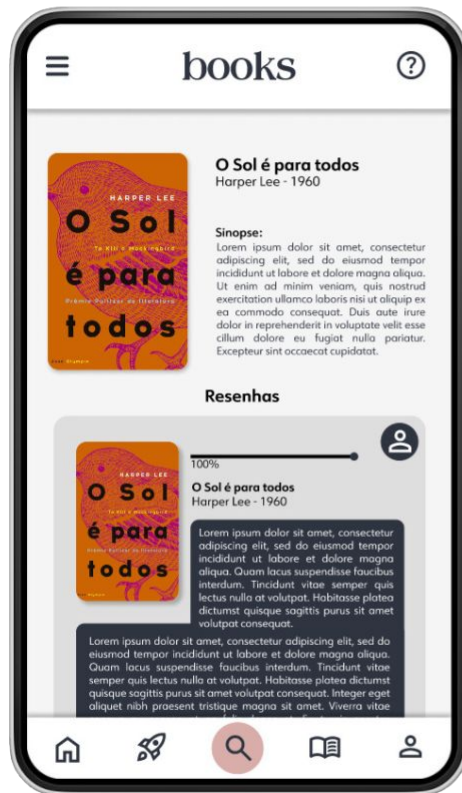 books
O Sol é para todos
Harper Lee - 1960
HARPER LEE
O Sol
To Kill a Mockingbird
é para
Prêmio Pulitzer de literatura
todos
Sinopse:
Lorem ipsum dolor sit amet, consectetur
adipiscing elit, sed do eiusmod tempor
incididunt ut labore et dolore magna aliqua.
Ut enim ad minim veniam, quis nostrud
exercitation ullamco laboris nisi ut aliquip ex
ea commodo consequat. Duis aute irure
dolor in reprehenderit in voluptate velit esse
cillum dolore eu fugiat nulla pariatur.
Excepteur sint occaecat cupidatat.
Resenhas
HARPER LEE
O Sol
é para
todos
100%
O Sol é para todos
Harper Lee - 1960
Lorem ipsum dolor sit amet, consectetur
adipiscing elit, sed do eiusmod tempor
incididunt ut labore et dolore magna
aliqua. Quam lacus suspendisse faucibus
interdum. Tincidunt vitae semper quis
lectus nulla at volutpat. Habitasse platea
dictumst quisque sagittis purus sit amet
volutpat consequat.
Lorem ipsum dolor sit amet, consectetur adipiscing elit, sed do
eiusmod tempor incididunt ut labore et dolore magna aliqua.
Quam lacus suspendisse faucibus interdum. Tincidunt vitae
semper quis lectus nulla at volutpat. Habitasse platea dictumst
quisque sagittis purus sit amet volutpat consequat. Integer eget
aliquet nibh praesent tristique magna sit amet. Viverra vitae